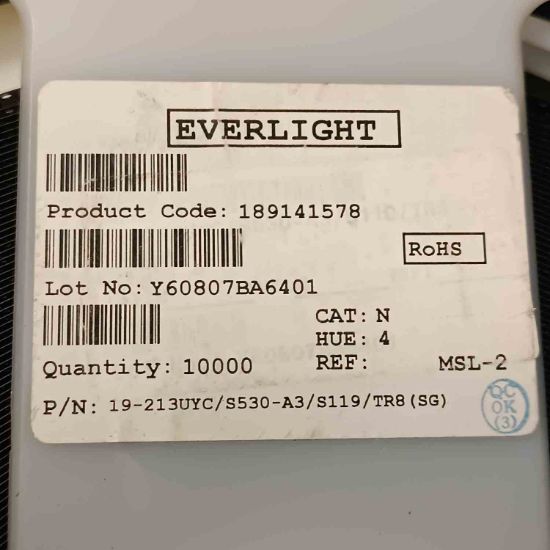 EVERLIGHT
Product Code: 189141578
RoHS
Lot No: Y60807BA6401
CAT: N
HUE: 4
Quantity: 10000
REF:
MSL-2
P/N: 19-213UYC/S530-A3/S119/TR8(SG)
QC
OK
(3)